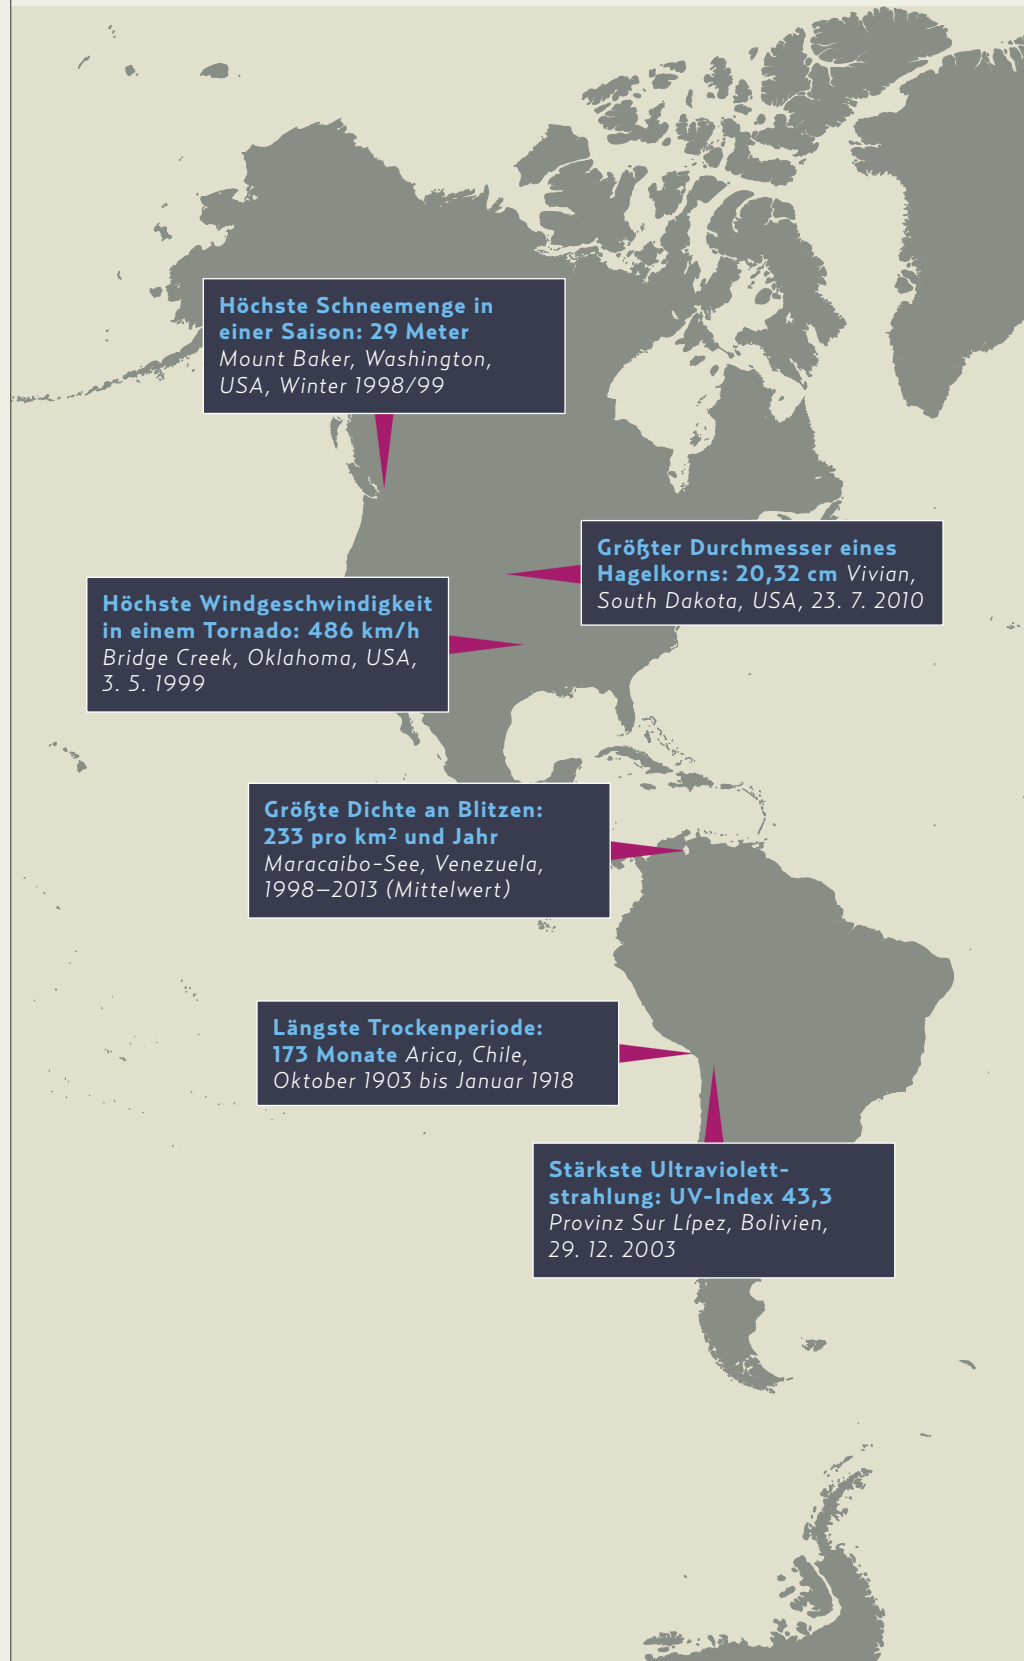 Höchste Schneemenge in
einer Saison: 29 Meter
Mount Baker, Washington,
USA, Winter 1998/99
Größter Durchmesser eines
Hagelkorns: 20,32 cm Vivian,
South Dakota, USA, 23. 7. 2010
Höchste Windgeschwindigkeit
in einem Tornado: 486 km/h
Bridge Creek, Oklahoma, USA,
3. 5. 1999
Größte Dichte an Blitzen:
233 pro km² und Jahr
Maracaibo-See, Venezuela,
1998–2013 (Mittelwert)
Längste Trockenperiode:
173 Monate Arica, Chile,
Oktober 1903 bis Januar 1918
Stärkste Ultraviolett-
strahlung: UV-Index 43,3
Provinz Sur Lípez, Bolivien,
29. 12. 2003